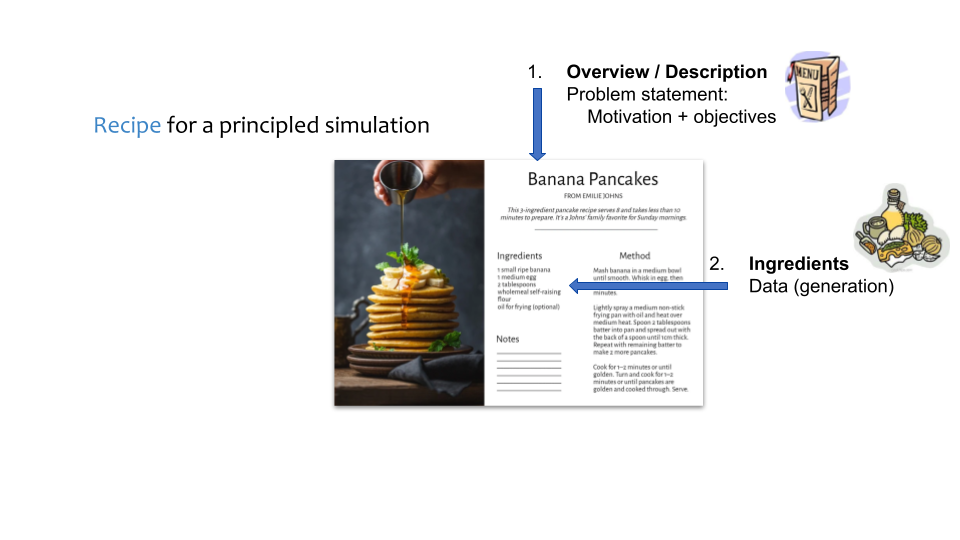 1. Overview / Description
Problem statement:
Motivation + objectives
MENU
Recipe for a principled simulation
Banana Pancakes
FROM EMILIE JOHNS
This 3-ingredient pancake recipe serves 8 and takes less than 10
minutes to prepare. It's a Johns' family favorite for Sunday mornings.
Ingredients
1 small ripe banana
1 medium egg
2 tablespoons
wholemeal self-raising
flour
oil for frying (optional)
Notes
Method
Mash banana in a medium bowl
until smooth. Whisk in egg, then
minutes.
Lightly spray a medium non-stick
frying pan with oil and heat over
medium heat. Spoon 2 tablespoons
batter into pan and spread out with
the back of a spoon until 1cm thick.
Repeat with remaining batter to
make 2 more pancakes.
Cook for 1–2 minutes or until
golden. Turn and cook for 1–2
minutes or until pancakes are
golden and cooked through. Serve.
2. Ingredients
Data (generation)